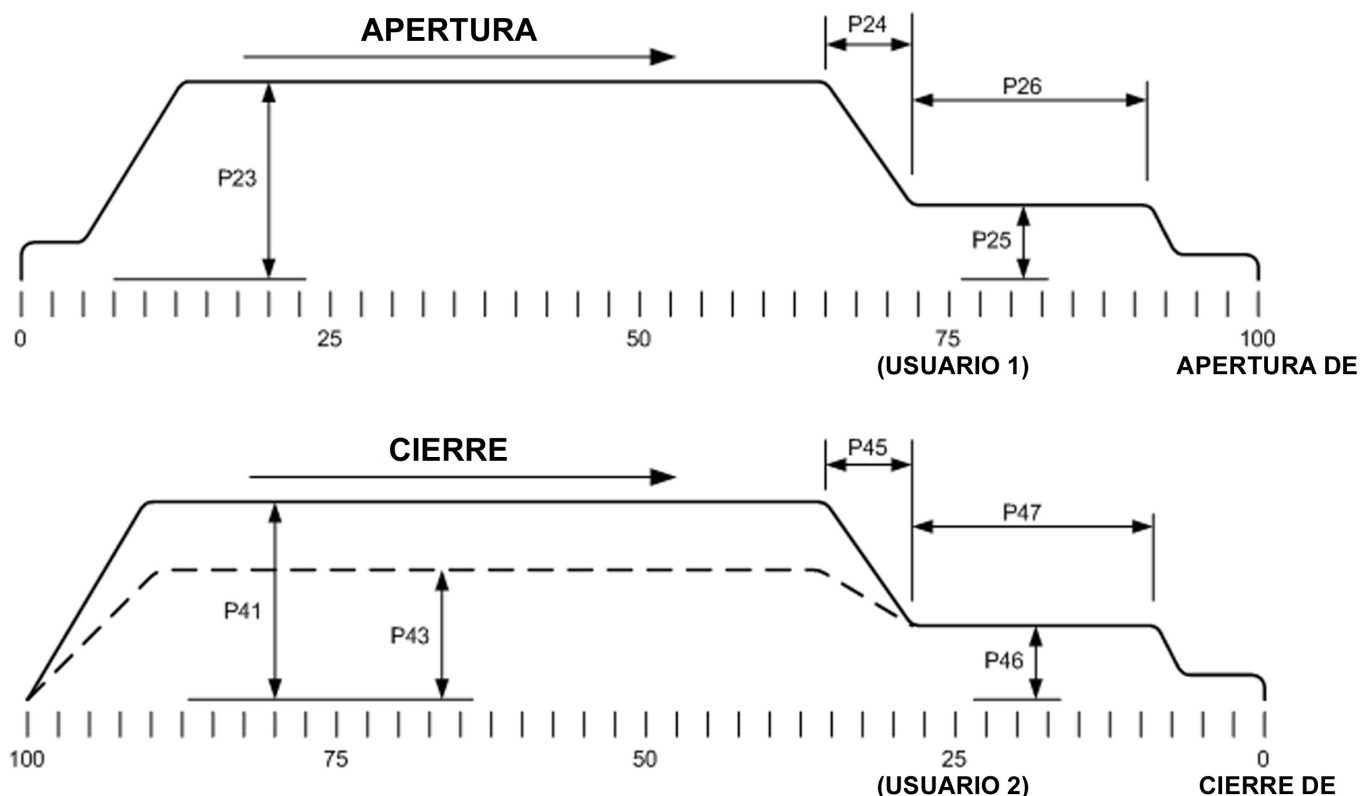 APERTURA
P24
P26
P23
P25
0 25 50 75 100
(USUARIO 1) APERTURA DE
CIERRE
P45
P47
P41
P43
P46
100 75 50 25 0
(USUARIO 2) CIERRE DE